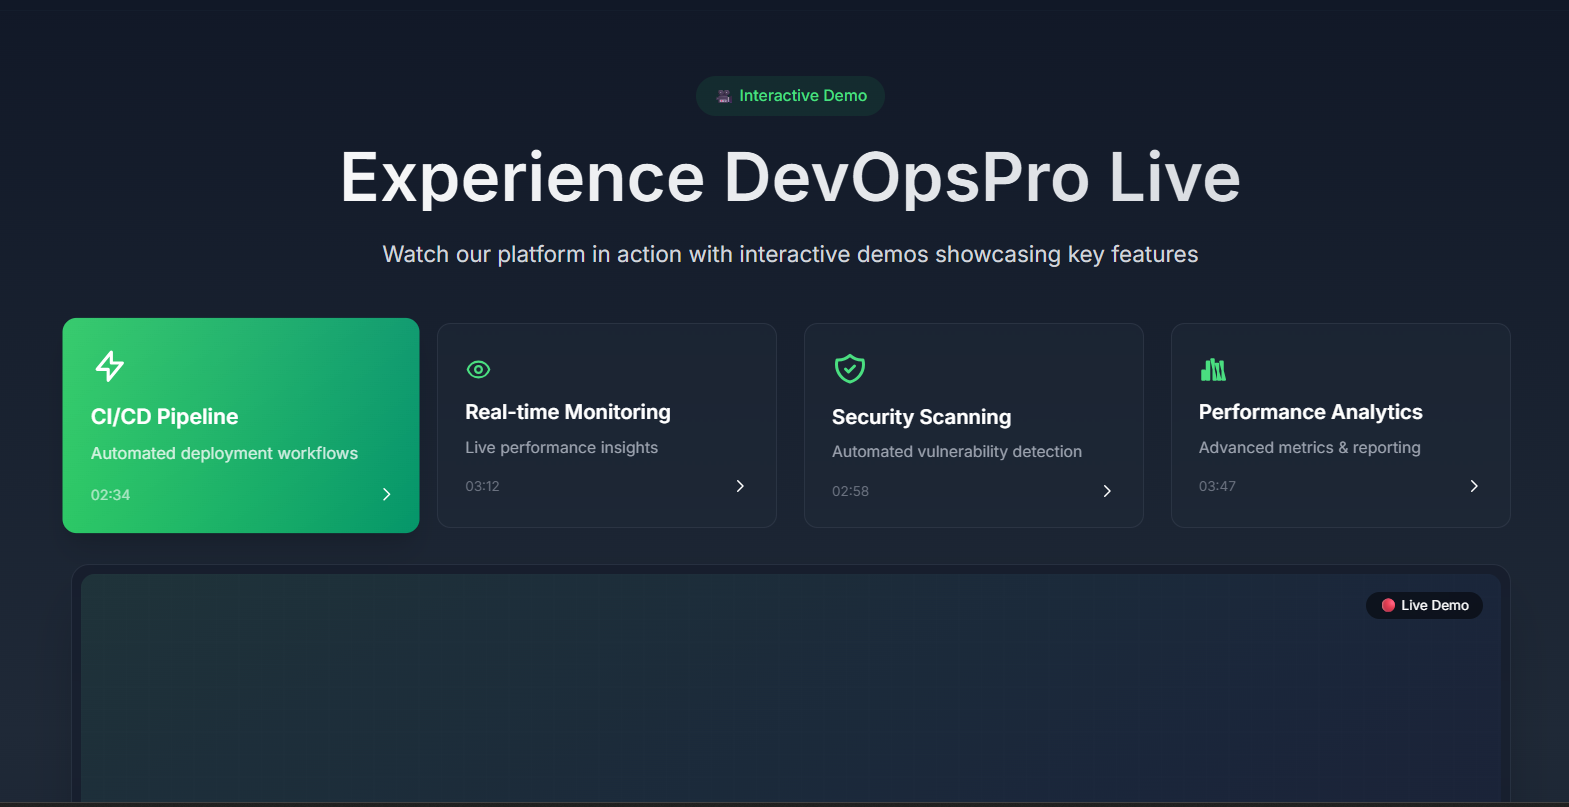 Interactive Demo
Experience DevOpsPro Live
Watch our platform in action with interactive demos showcasing key features
CI/CD Pipeline
Automated deployment workflows
02:34
Real-time Monitoring
Live performance insights
03:12
Security Scanning
Automated vulnerability detection
02:58
Performance Analytics
Advanced metrics & reporting
03:47
Live Demo